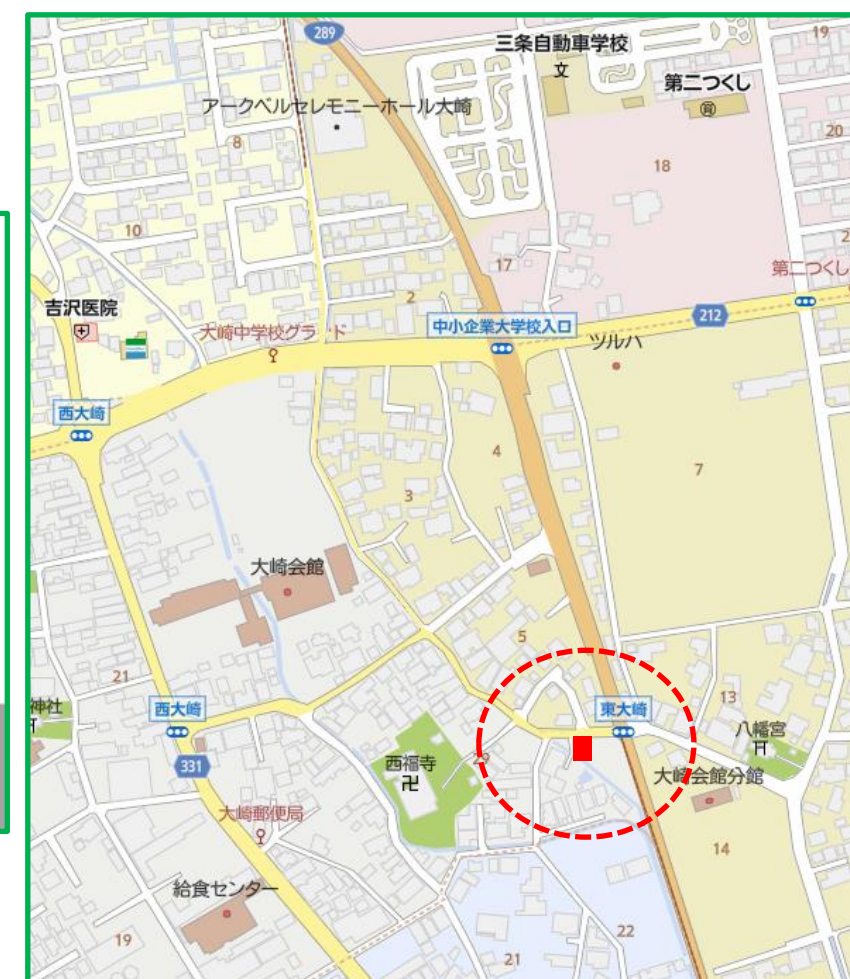 289
三条自動車学校
文
19
第二つくし
アークベルセレモニーホール大崎
8
20
18
10
17
2
2
第二つくし
吉沢医院
大崎中学校グラ
ド
中小企業大学校入口
212
ツルハ
西大崎
4
7
3
大崎会館
5
21
13
神社
西大崎
東大崎
八幡宮
西福寺
卍
331
大崎会館分館
大崎郵便局
14
給食センター
22
19
21